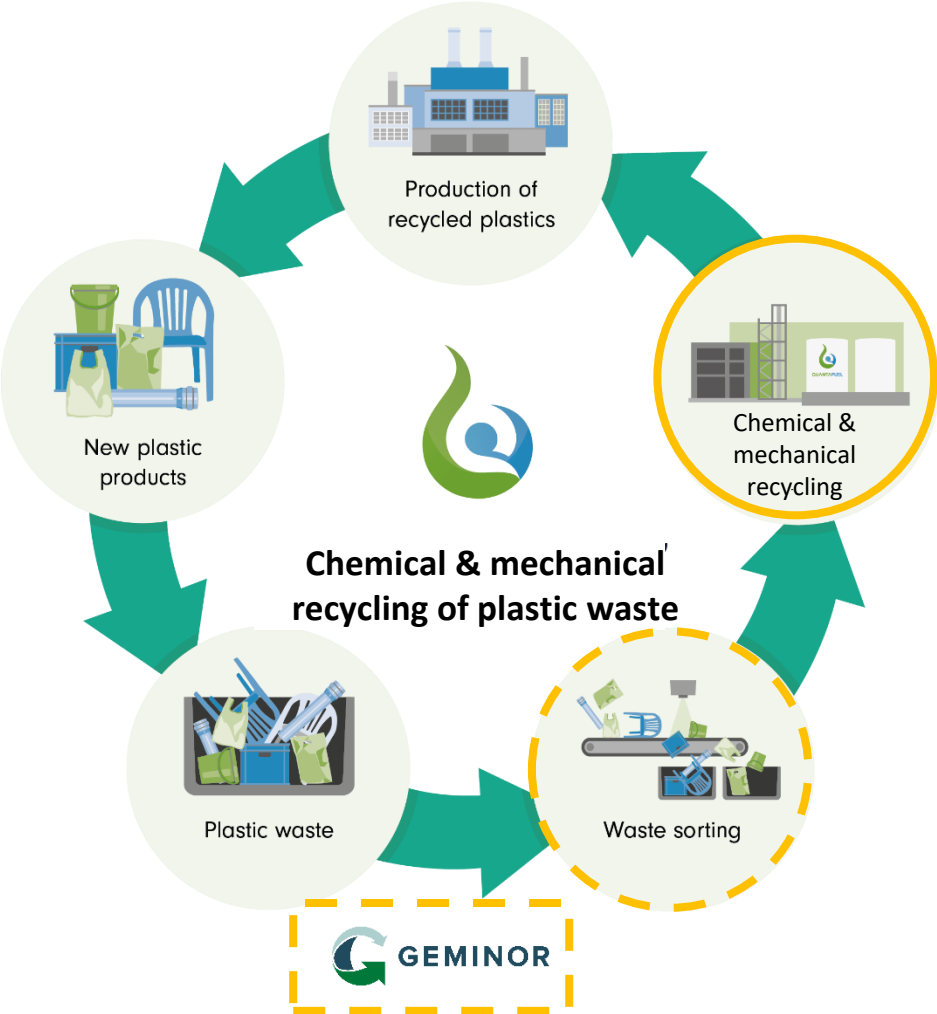 Production of
recycled plastics
New plastic
products
QUANTAFUEL
Chemical &
mechanical
recycling
Chemical & mechanical'
recycling of plastic waste
Plastic waste
Waste sorting
GEMINOR